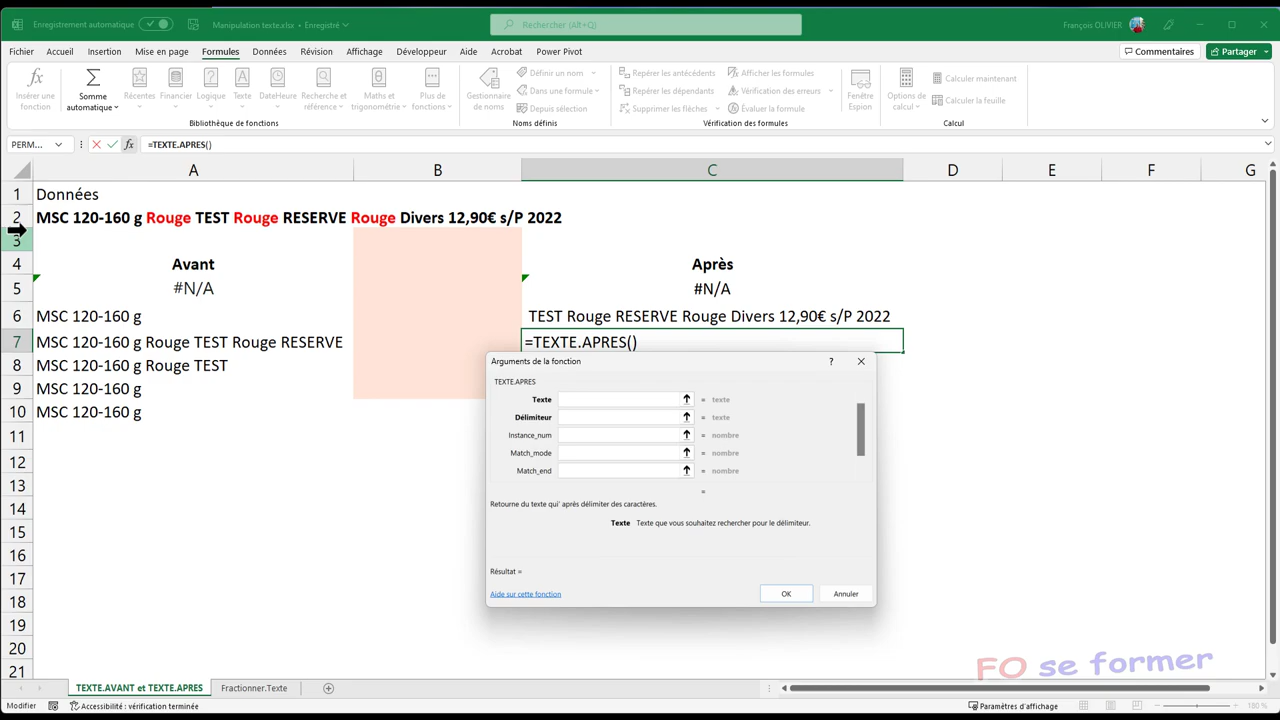 Enregistrement automatique
Manipulation texte.xlsx • Enregistré
Rechercher (Alt+Q)
François OLIVIER
Fichier Accueil Insertion Mise en page Formules Données Révision Affichage Développeur Aide Acrobat Power Pivot
Commentaires
Partager
Insérer une fonction
Somme automatique
Récentes
Financier
Logique
Texte
DateHeure
Recherche et référence
Maths et trigonométrie
Plus de fonctions
Bibliothèque de fonctions
Gestionnaire de noms
Définir un nom
Dans une formule
Depuis sélection
Noms définis
Repérer les antécédents
Repérer les dépendants
Supprimer les flèches
Afficher les formules
Vérification des erreurs
Évaluation la formule
Fenêtre Espion
Vérification des formules
Options de calcul
Calculer maintenant
Calculer la feuille
Calcul
PERM...
fx
=TEXTE.APRES()
A B C D E F G
1 Données
2 MSC 120-160 g Rouge TEST Rouge RESERVE Rouge Divers 12,90€ s/P 2022
3
4 Avant Après
5 #N/A #N/A
6 MSC 120-160 g TEST Rouge RESERVE Rouge Divers 12,90€ s/P 2022
7 MSC 120-160 g Rouge TEST Rouge RESERVE =TEXTE.APRES()
8 MSC 120-160 g Rouge TEST
9 MSC 120-160 g
10 MSC 120-160 g
11
12
13
14
15
16
17
18
19
20
21
Arguments de la fonction
?
TEXTE.APRES
Texte = texte
Délimiteur = texte
Instance_num = nombre
Match_mode = nombre
Match_end = nombre
=
Retourne du texte qui' après délimiter des caractères.
Texte Texte que vous souhaitez rechercher pour le délimiteur.
Résultat =
Aide sur cette fonction
OK
Annuler
FO se former
TEXTE.AVANT et TEXTE.APRES
Fractionner.Texte
Modifier
Accessibilité : vérification terminée
Paramètres d'affichage
100 %